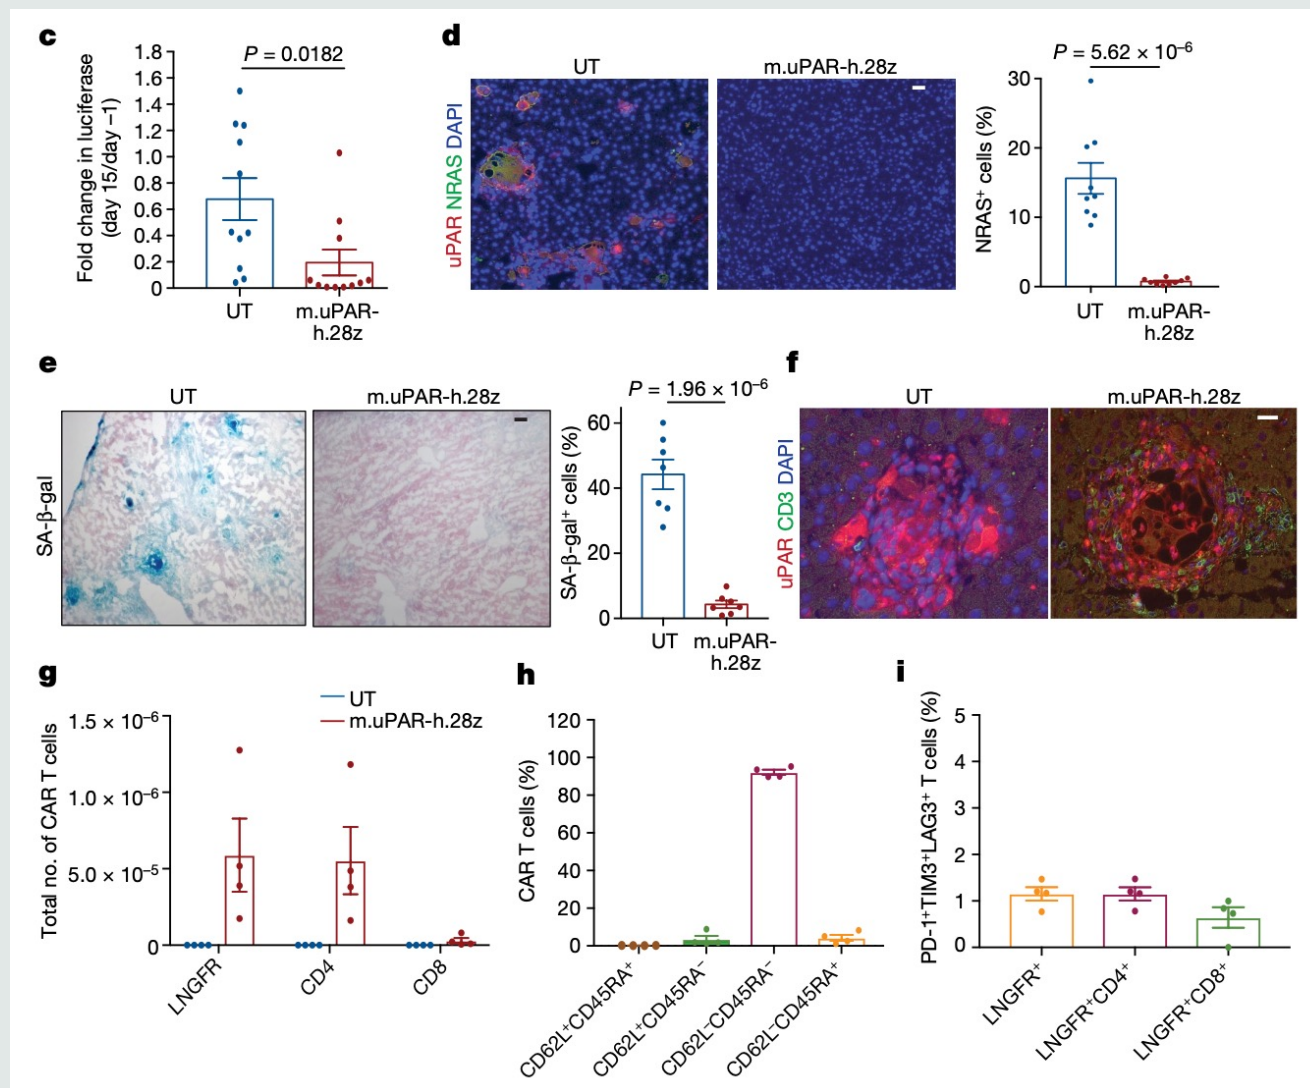 c
Fold change in luciferase
(day 15/day –1)
1.8
1.6
1.4
1.2
1.0
0.8
0.6
0.4
0.2
0
P = 0.0182
UT
m.uPAR-
h.28z
d
UT
m.uPAR-h.28z
uPAR NRAS DAPI
P = 5.62 × 10⁻⁶
NRAS⁺ cells (%)
30
20
10
0
UT
m.uPAR-
h.28z
e
UT
m.uPAR-h.28z
SA-β-gal
P = 1.96 × 10⁻⁶
SA-β-gal⁺ cells (%)
60
40
20
0
UT
m.uPAR-
h.28z
f
UT
m.uPAR-h.28z
uPAR CD3 DAPI
g
UT
m.uPAR-h.28z
Total no. of CAR T cells
1.5 × 10⁻⁶
1.0 × 10⁻⁶
5.0 × 10⁻⁵
0
LNGFR
CD4
CD8
h
CAR T cells (%)
120
100
80
60
40
20
0
CD62L⁺CD45RA⁺
CD62L⁺CD45RA⁻
CD62L⁻CD45RA⁻
CD62L⁻CD45RA⁺
i
PD-1⁺TIM3⁺LAG3⁺ T cells (%)
5
4
3
2
1
0
LNGFR⁺
LNGFR⁺CD4⁺
LNGFR⁺CD8⁺